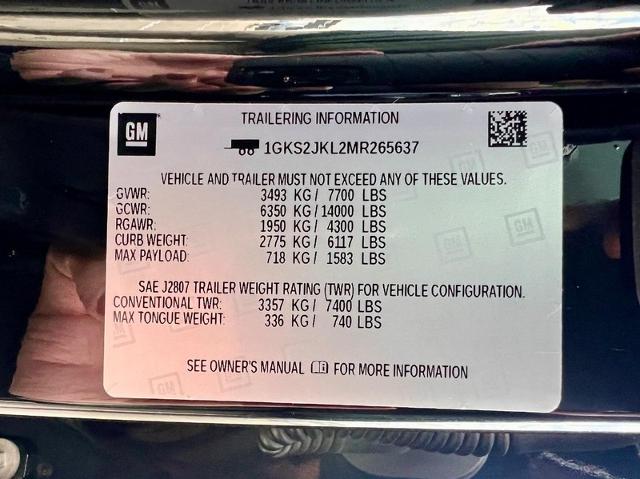 GM
TRAILERING INFORMATION
1GKS2JKL2MR265637
VEHICLE AND TRAILER MUST NOT EXCEED ANY OF THESE VALUES.
GVWR: 3493 KG/ 7700 LBS
GCWR: 6350 KG/14000 LBS
RGAWR: 1950 KG/ 4300 LBS
CURB WEIGHT: 2775 KG/ 6117 LBS
MAX PAYLOAD: 718 KG/ 1583 LBS
SAE J2807 TRAILER WEIGHT RATING (TWR) FOR VEHICLE CONFIGURATION.
CONVENTIONAL TWR: 3357 KG/ 7400 LBS
MAX TONGUE WEIGHT: 336 KG/ 740 LBS
SEE OWNER'S MANUAL FOR MORE INFORMATION